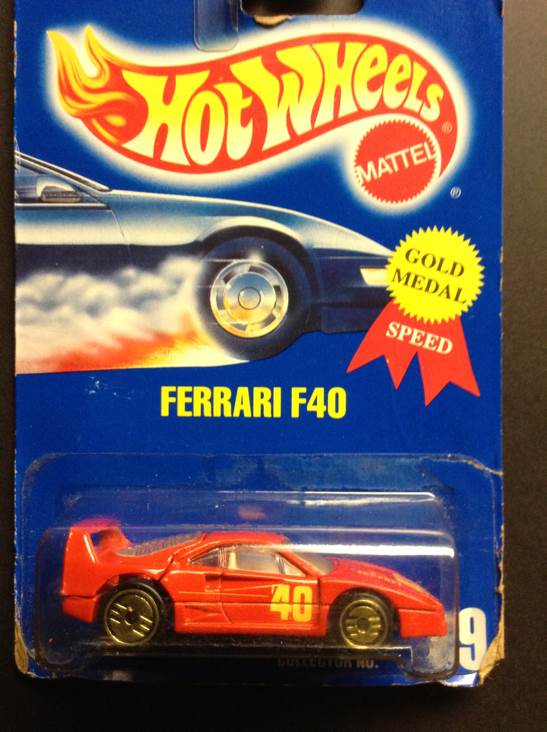 HOT WHEELS
®
MATTEL
®
GOLD
MEDAL
SPEED
FERRARI F40
40
COLLECTOR NO.
9